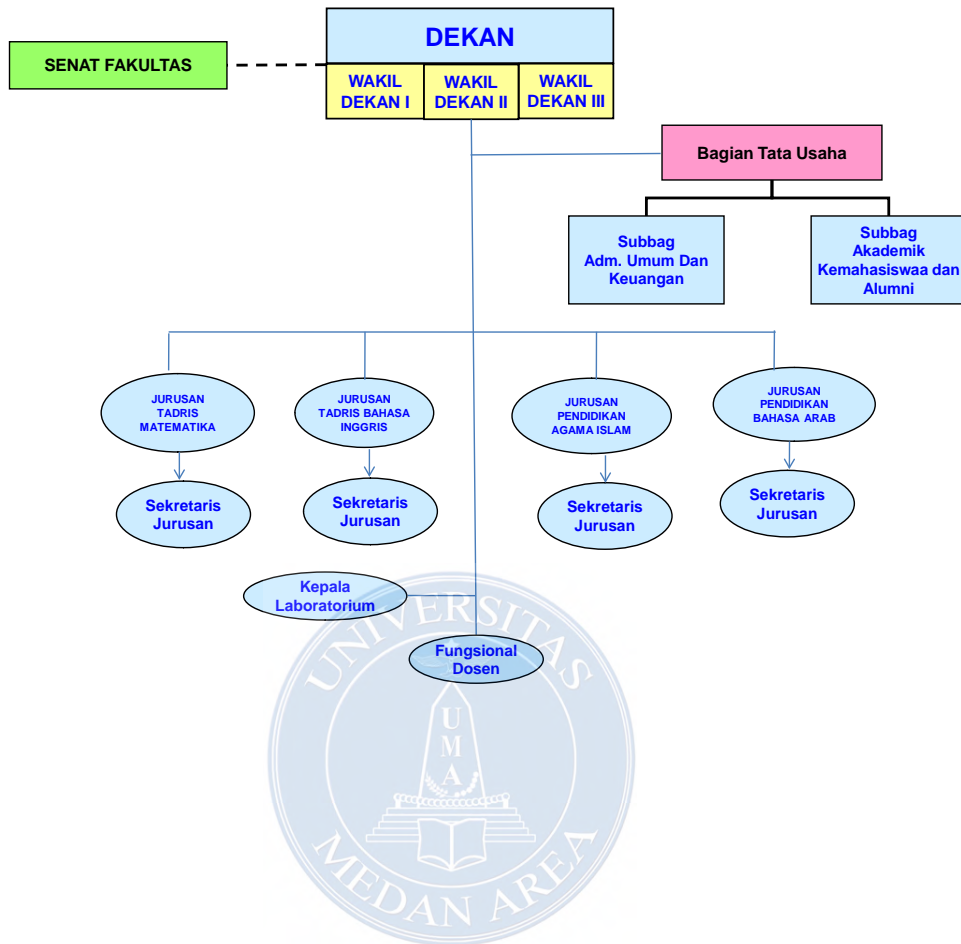 DEKAN
SENAT FAKULTAS
WAKIL
DEKAN I
WAKIL
DEKAN II
WAKIL
DEKAN III
Bagian Tata Usaha
Subbag
Adm. Umum Dan
Keuangan
Subbag
Akademik
Kemahasiswaa dan
Alumni
JURUSAN
TADRIS
MATEMATIKA
JURUSAN
TADRIS BAHASA
INGGRIS
JURUSAN
PENDIDIKAN
AGAMA ISLAM
JURUSAN
PENDIDIKAN
BAHASA ARAB
Sekretaris
Jurusan
Sekretaris
Jurusan
Sekretaris
Jurusan
Sekretaris
Jurusan
Kepala
Laboratorium
Fungsional
Dosen
UNIVERSITAS
UMA
MEDAN AREA